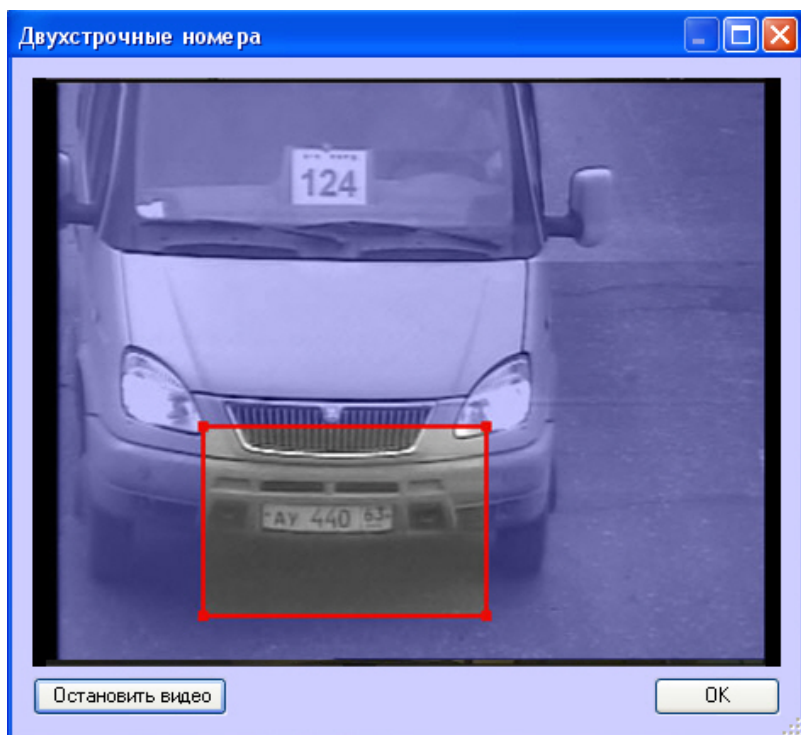 Двухстрочные номера
124
АУ 440 63
Остановить видео
OK